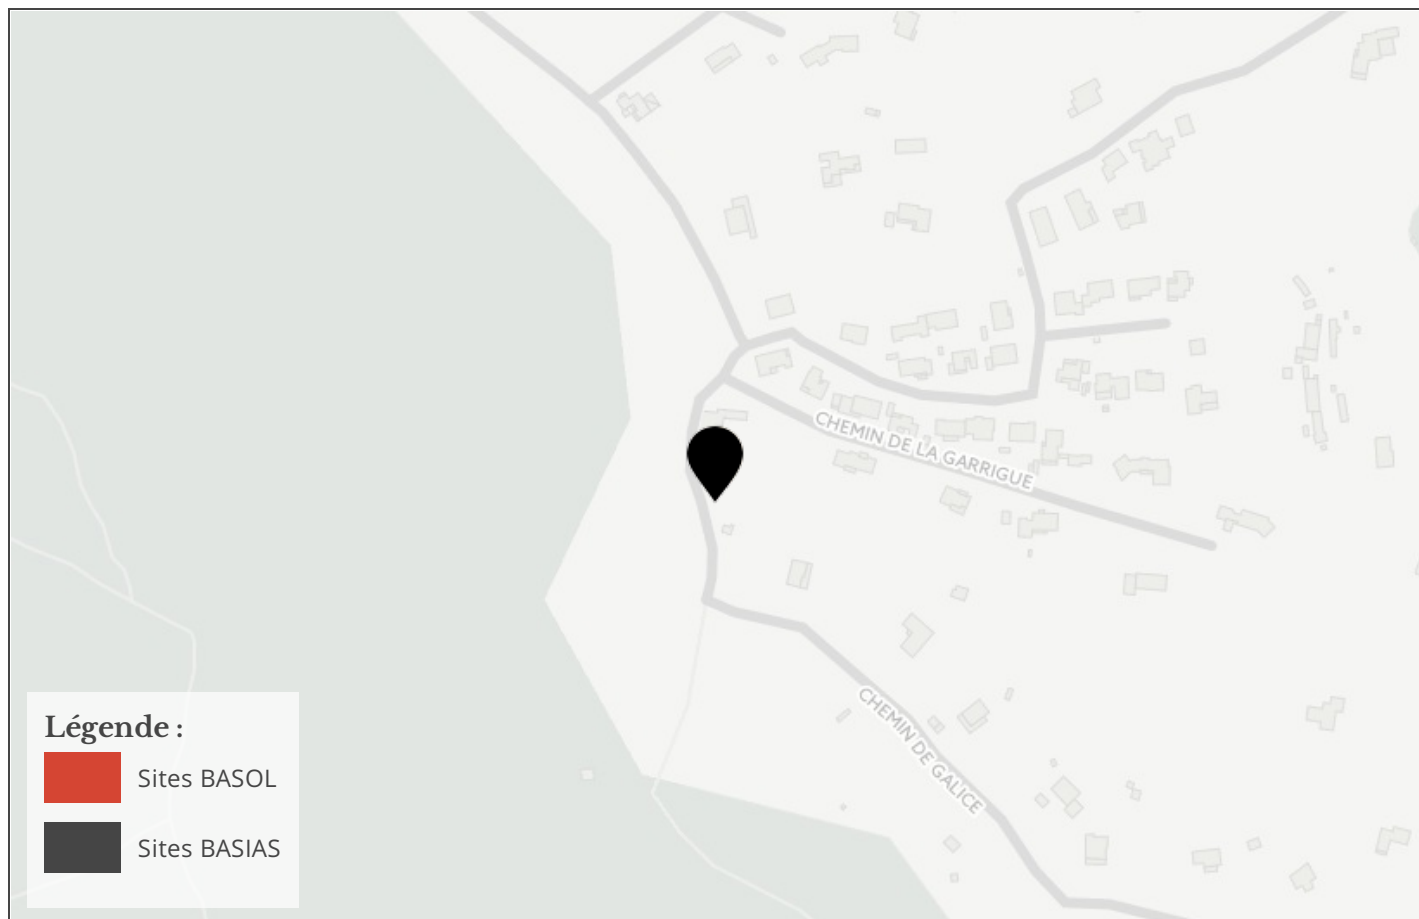 CHEMIN DE LA GARRIGUE
CHEMIN DE GALICE
Légende :
Sites BASOL
Sites BASIAS